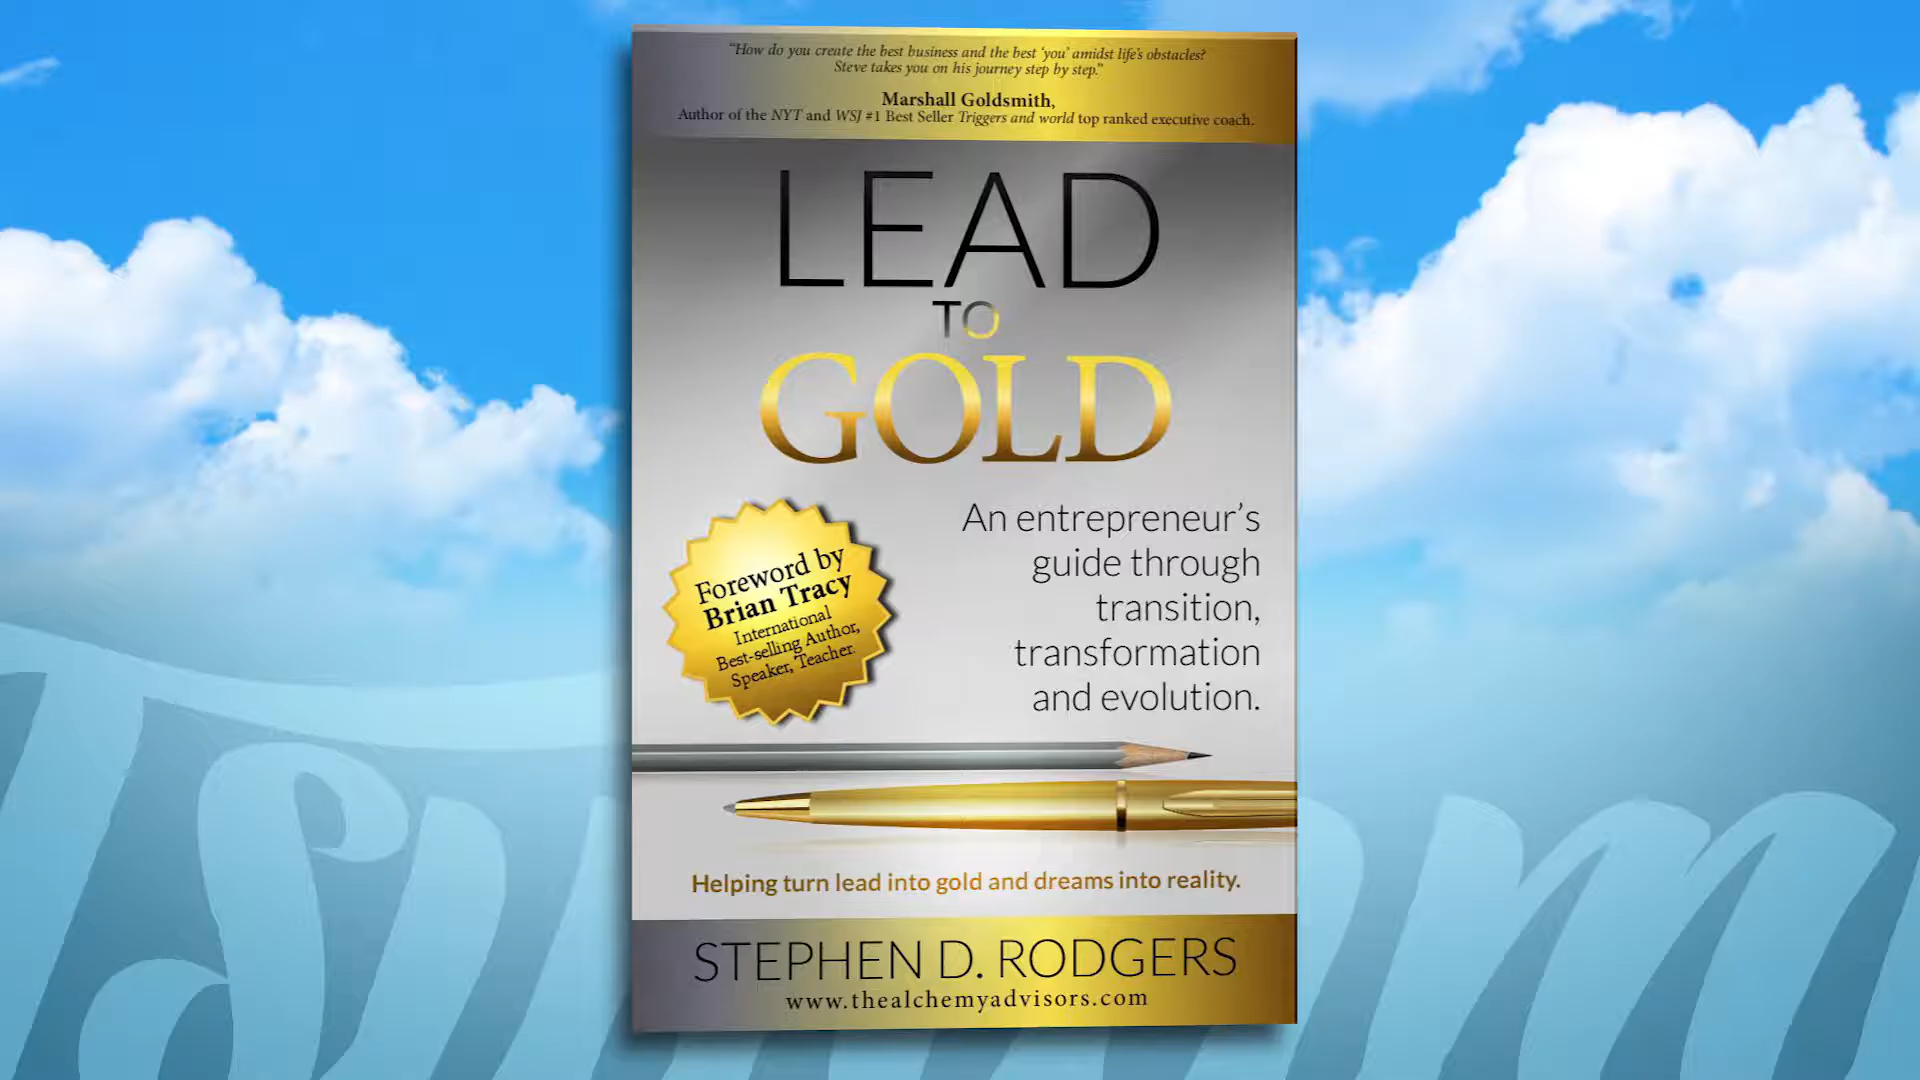 “How do you create the best business and the best ‘you’ amidst life’s obstacles?
Steve takes you on his journey step by step.”
Marshall Goldsmith,
Author of the NYT and WSJ #1 Best Seller Triggers and world top ranked executive coach.
LEAD
TO
GOLD
An entrepreneur’s
guide through
transition,
transformation
and evolution.
Foreword by
Brian Tracy
International
Best-selling Author,
Speaker, Teacher.
Helping turn lead into gold and dreams into reality.
STEPHEN D. RODGERS
www.thealchemyadvisors.com